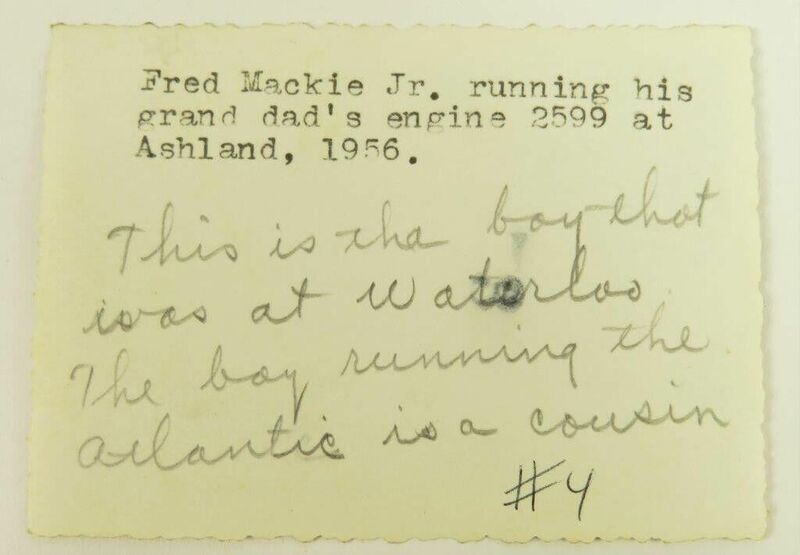 Fred Mackie Jr. running his
grand dad's engine 2599 at
Ashland, 1956.
This is the boy that
was at Waterloo
The boy running the
Atlantic is a cousin
#4